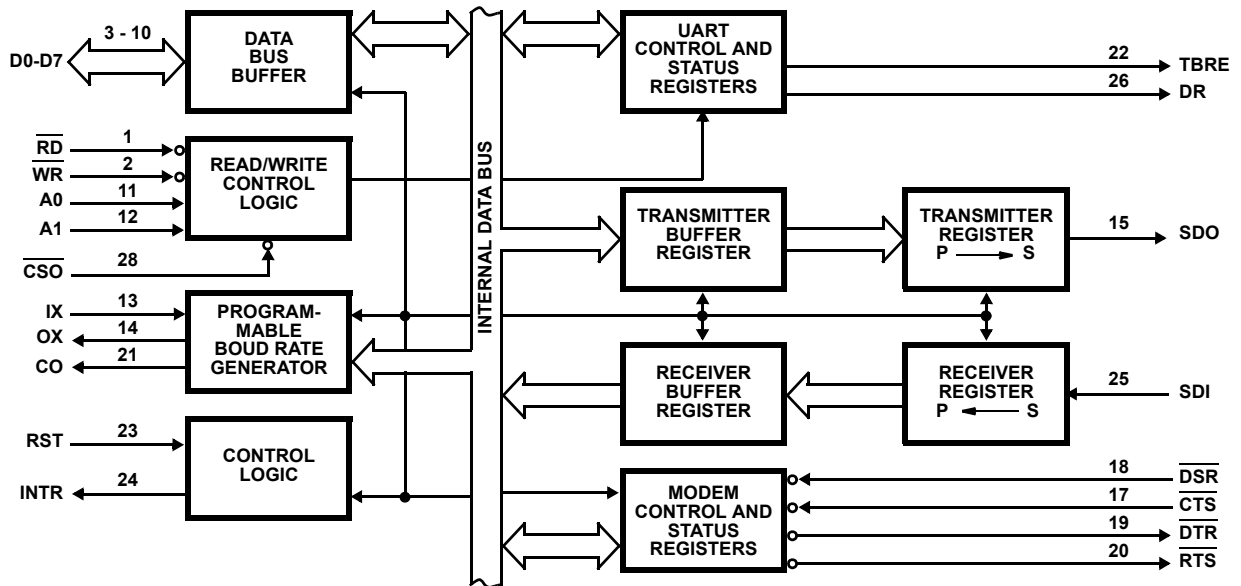 3 - 10
D0-D7
DATA
BUS
BUFFER
UART
CONTROL AND
STATUS
REGISTERS
22
TBRE
26
DR
RD
1
WR
2
A0
11
A1
12
READ/WRITE
CONTROL
LOGIC
CSO
28
INTERNAL DATA BUS
TRANSMITTER
BUFFER
REGISTER
TRANSMITTER
REGISTER
P S
15
SDO
IX
13
OX
14
CO
21
PROGRAM-
MABLE
BOUD RATE
GENERATOR
RECEIVER
BUFFER
REGISTER
RECEIVER
REGISTER
P S
25
SDI
RST
23
INTR
24
CONTROL
LOGIC
MODEM
CONTROL AND
STATUS
REGISTERS
18
DSR
17
CTS
19
DTR
20
RTS